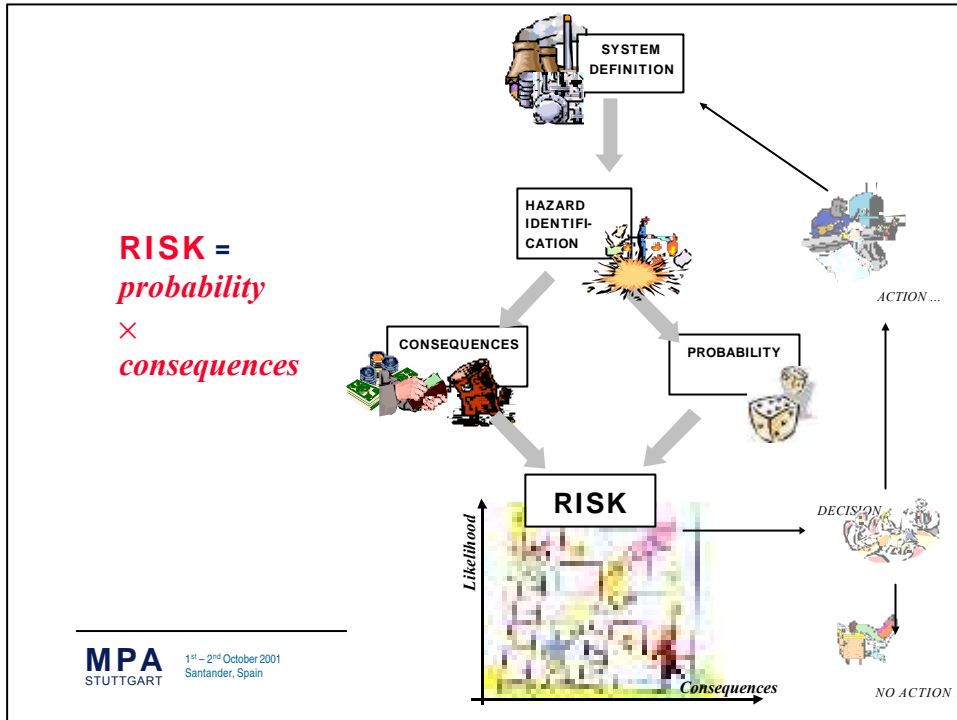 SYSTEM
DEFINITION
HAZARD
IDENTIFI-
CATION
RISK =
probability
×
consequences
CONSEQUENCES
PROBABILITY
ACTION ...
RISK
Likelihood
Consequences
DECISION
NO ACTION
MPA
STUTTGART
1st – 2nd October 2001
Santander, Spain